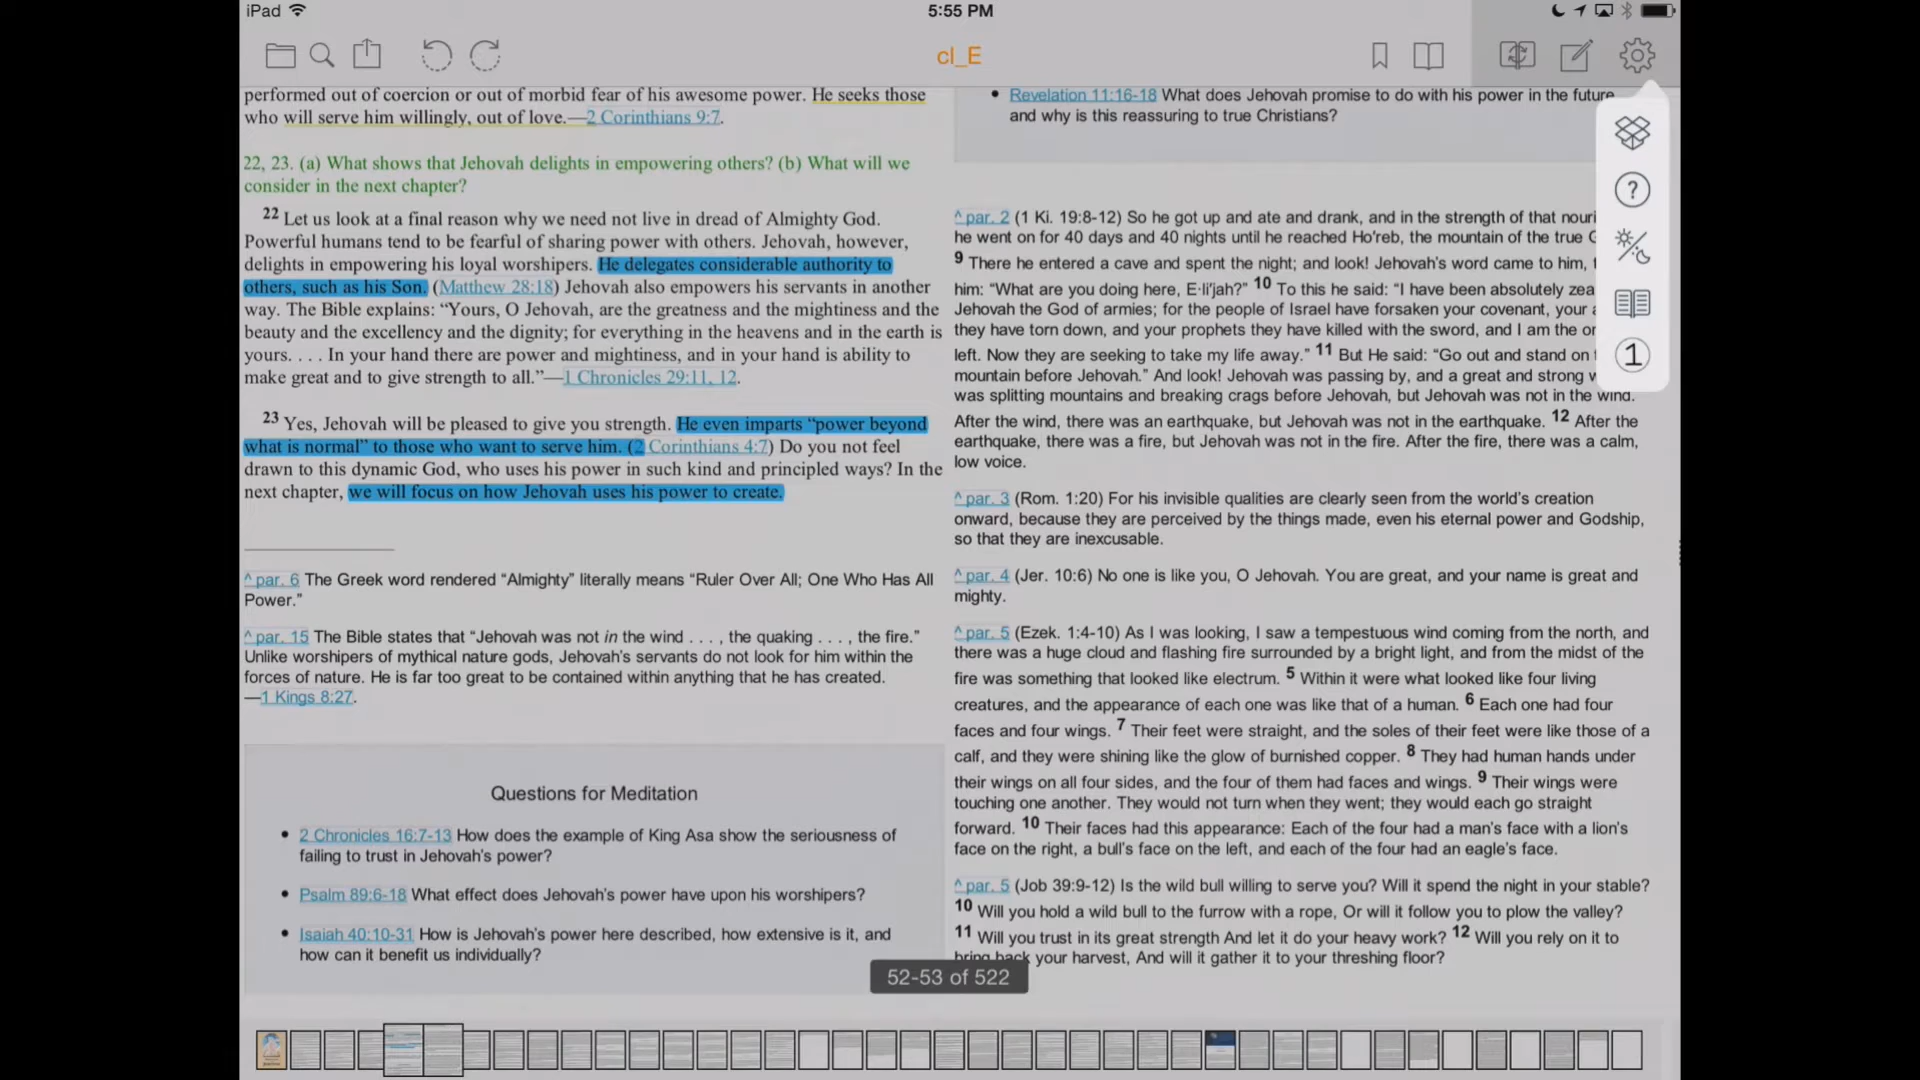 iPad
5:55 PM
cl_E
performed out of coercion or out of morbid fear of his awesome power. He seeks those
who will serve him willingly, out of love.—2 Corinthians 9:7.
22, 23. (a) What shows that Jehovah delights in empowering others? (b) What will we
consider in the next chapter?
22 Let us look at a final reason why we need not live in dread of Almighty God.
Powerful humans tend to be fearful of sharing power with others. Jehovah, however,
delights in empowering his loyal worshipers. He delegates considerable authority to
others, such as his Son. (Matthew 28:18) Jehovah also empowers his servants in another
way. The Bible explains: “Yours, O Jehovah, are the greatness and the mightiness and the
beauty and the excellency and the dignity; for everything in the heavens and in the earth is
yours. . . . In your hand there are power and mightiness, and in your hand is ability to
make great and to give strength to all.”—1 Chronicles 29:11, 12.
23 Yes, Jehovah will be pleased to give you strength. He even imparts “power beyond
what is normal” to those who want to serve him. (2 Corinthians 4:7) Do you not feel
drawn to this dynamic God, who uses his power in such kind and principled ways? In the
next chapter, we will focus on how Jehovah uses his power to create.
^ par. 6 The Greek word rendered “Almighty” literally means “Ruler Over All; One Who Has All
Power.”
^ par. 15 The Bible states that “Jehovah was not in the wind . . . , the quaking . . . , the fire.”
Unlike worshipers of mythical nature gods, Jehovah’s servants do not look for him within the
forces of nature. He is far too great to be contained within anything that he has created.
—1 Kings 8:27.
Questions for Meditation
• 2 Chronicles 16:7-13 How does the example of King Asa show the seriousness of
failing to trust in Jehovah’s power?
• Psalm 89:6-18 What effect does Jehovah’s power have upon his worshipers?
• Isaiah 40:10-31 How is Jehovah’s power here described, how extensive is it, and
how can it benefit us individually?
• Revelation 11:16-18 What does Jehovah promise to do with his power in the future,
and why is this reassuring to true Christians?
^ par. 2 (1 Ki. 19:8-12) So he got up and ate and drank, and in the strength of that
he went on for 40 days and 40 nights until he reached Ho′reb, the mountain of the true
9 There he entered a cave and spent the night; and look! Jehovah’s word came to him,
him: “What are you doing here, E·li′jah?” 10 To this he said: “I have been absolutely
Jehovah the God of armies; for the people of Israel have forsaken your covenant, your
they have torn down, and your prophets they have killed with the sword, and I am the
left. Now they are seeking to take my life away.” 11 But He said: “Go out and stand on
mountain before Jehovah.” And look! Jehovah was passing by, and a great and strong
was splitting mountains and breaking crags before Jehovah, but Jehovah was not in the wind.
After the wind, there was an earthquake, but Jehovah was not in the earthquake. 12 After the
earthquake, there was a fire, but Jehovah was not in the fire. After the fire, there was a calm,
low voice.
^ par. 3 (Rom. 1:20) For his invisible qualities are clearly seen from the world’s creation
onward, because they are perceived by the things made, even his eternal power and Godship,
so that they are inexcusable.
^ par. 4 (Jer. 10:6) No one is like you, O Jehovah. You are great, and your name is great and
mighty.
^ par. 5 (Ezek. 1:4-10) As I was looking, I saw a tempestuous wind coming from the north, and
there was a huge cloud and flashing fire surrounded by a bright light, and from the midst of the
fire was something that looked like electrum. 5 Within it were what looked like four living
creatures, and the appearance of each one was like that of a human. 6 Each one had four
faces and four wings. 7 Their feet were straight, and the soles of their feet were like those of a
calf, and they were shining like the glow of burnished copper. 8 They had human hands under
their wings on all four sides, and the four of them had faces and wings. 9 Their wings were
touching one another. They would not turn when they went; they would each go straight
forward. 10 Their faces had this appearance: Each of the four had a man’s face with a lion’s
face on the right, a bull’s face on the left, and each of the four had an eagle’s face.
^ par. 5 (Job 39:9-12) Is the wild bull willing to serve you? Will it spend the night in your stable?
10 Will you hold a wild bull to the furrow with a rope, Or will it follow you to plow the valley?
11 Will you trust in its great strength And let it do your heavy work? 12 Will you rely on it to
bring back your harvest, And will it gather it to your threshing floor?
?
1
52-53 of 522